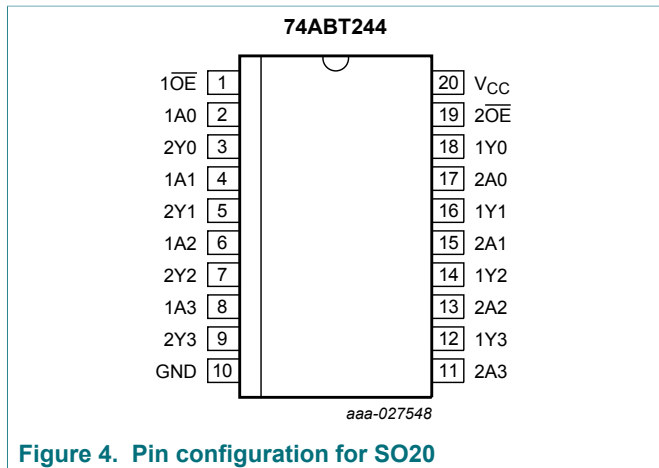 74ABT244
1O̅E̅ 1 20 VCC
1A0 2 19 2O̅E̅
2Y0 3 18 1Y0
1A1 4 17 2A0
2Y1 5 16 1Y1
1A2 6 15 2A1
2Y2 7 14 1Y2
1A3 8 13 2A2
2Y3 9 12 1Y3
GND 10 11 2A3
aaa-027548
Figure 4. Pin configuration for SO20